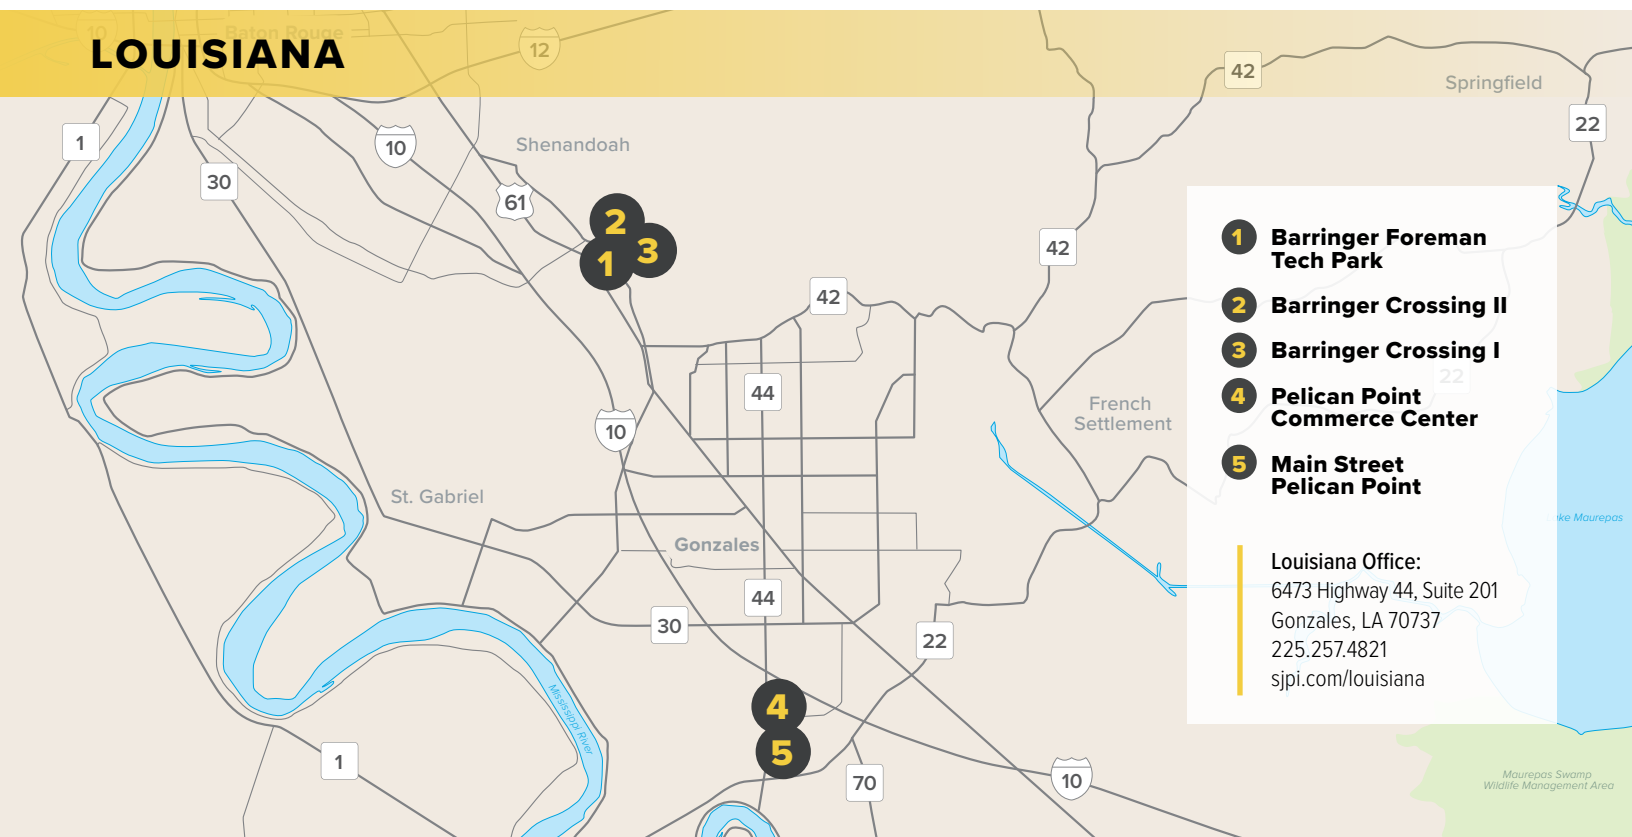 10
Baton Rouge
LOUISIANA
12
42
Springfield
22
1
10
Shenandoah
30
61
2
3
1
42
42
44
10
French
Settlement
22
St. Gabriel
Gonzales
44
30
22
4
5
1
70
10
Mississippi River
1 Barringer Foreman
Tech Park
2 Barringer Crossing II
3 Barringer Crossing I
4 Pelican Point
Commerce Center
5 Main Street
Pelican Point
Louisiana Office:
6473 Highway 44, Suite 201
Gonzales, LA 70737
225.257.4821
sjpi.com/louisiana
Maurepas
Maurepas Swamp
Wildlife Management Area